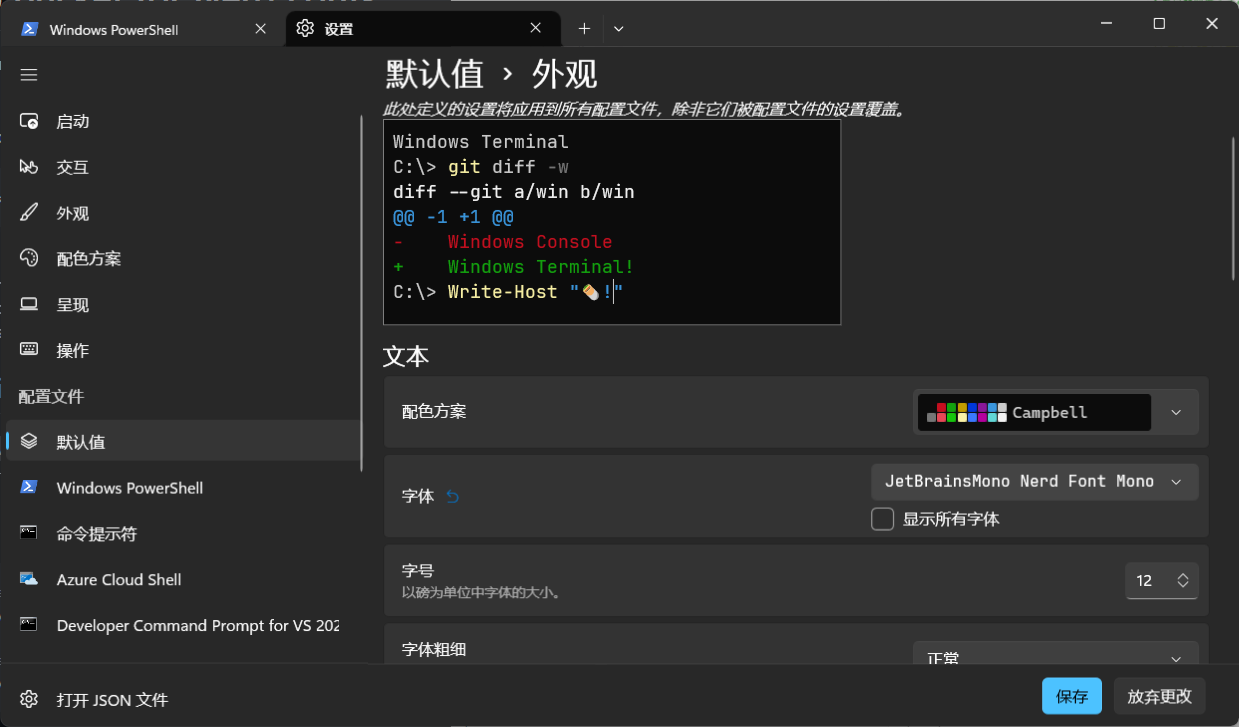 Windows PowerShell
设置
默认值 › 外观
此处定义的设置将应用到所有配置文件，除非它们被配置文件的设置覆盖。
Windows Terminal
C:\> git diff -w
diff --git a/win b/win
@@ -1 +1 @@
-    Windows Console
+    Windows Terminal!
C:\> Write-Host "✏️!"
启动
交互
外观
配色方案
呈现
操作
配置文件
默认值
Windows PowerShell
命令提示符
Azure Cloud Shell
Developer Command Prompt for VS 202
打开 JSON 文件
文本
配色方案
Campbell
字体
JetBrainsMono Nerd Font Mono
显示所有字体
字号
以磅为单位中字体的大小。
12
字体粗细
正常
保存
放弃更改